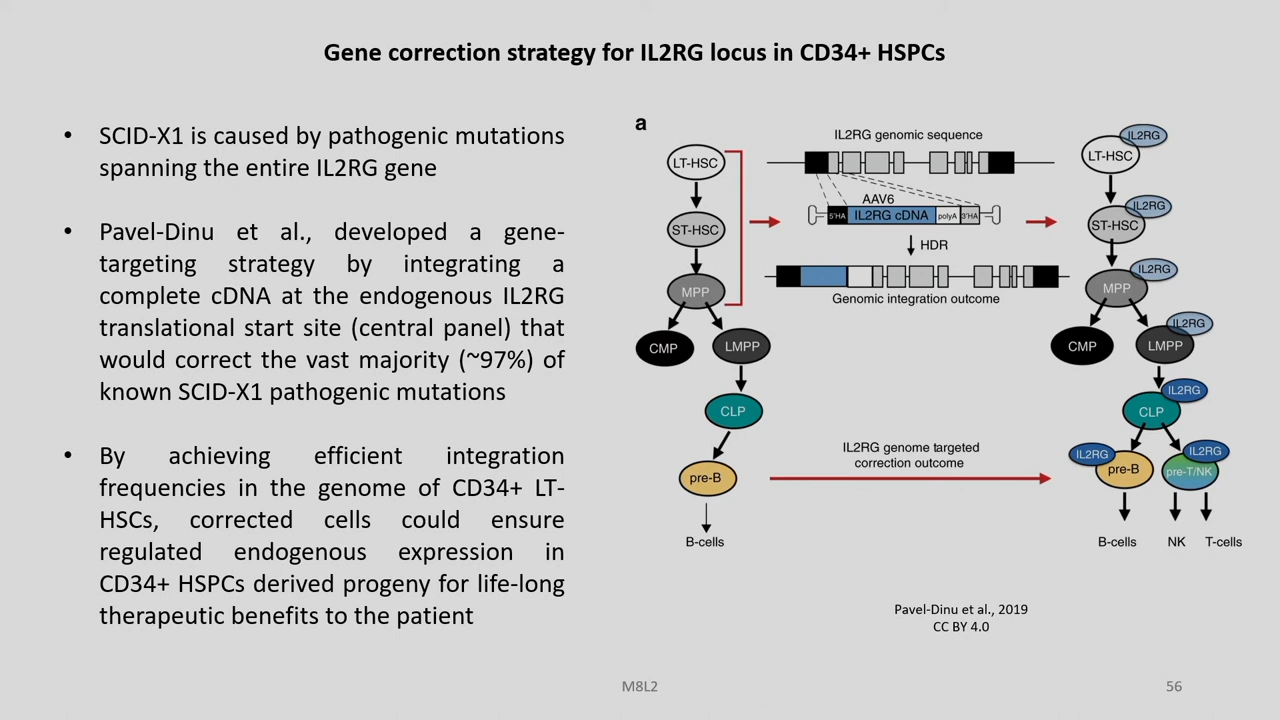 Gene correction strategy for IL2RG locus in CD34+ HSPCs
• SCID-X1 is caused by pathogenic mutations
spanning the entire IL2RG gene
• Pavel-Dinu et al., developed a gene-
targeting strategy by integrating a
complete cDNA at the endogenous IL2RG
translational start site (central panel) that
would correct the vast majority (~97%) of
known SCID-X1 pathogenic mutations
• By achieving efficient integration
frequencies in the genome of CD34+ LT-
HSCs, corrected cells could ensure
regulated endogenous expression in
CD34+ HSPCs derived progeny for life-long
therapeutic benefits to the patient
a
LT-HSC
ST-HSC
MPP
CMP
LMPP
CLP
pre-B
B-cells
IL2RG genomic sequence
AAV6
5'HA
IL2RG cDNA
polyA
3'HA
HDR
Genomic integration outcome
IL2RG genome targeted
correction outcome
IL2RG
LT-HSC
IL2RG
ST-HSC
IL2RG
MPP
IL2RG
CMP
LMPP
IL2RG
CLP
IL2RG
pre-B
IL2RG
pre-T/NK
B-cells
NK
T-cells
Pavel-Dinu et al., 2019
CC BY 4.0
M8L2
56